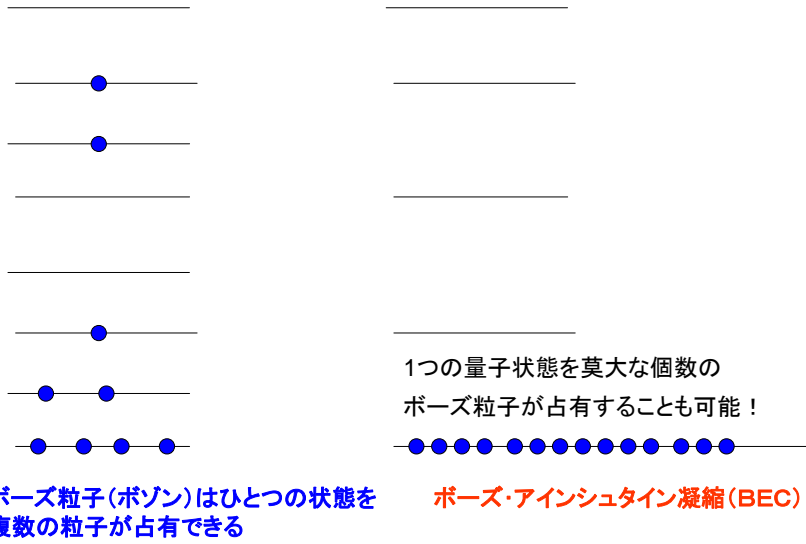 1つの量子状態を莫大な個数の
ボーズ粒子が占有することも可能！
ボーズ粒子（ボゾン）はひとつの状態を
複数の粒子が占有できる
ボーズ・アインシュタイン凝縮（BEC）